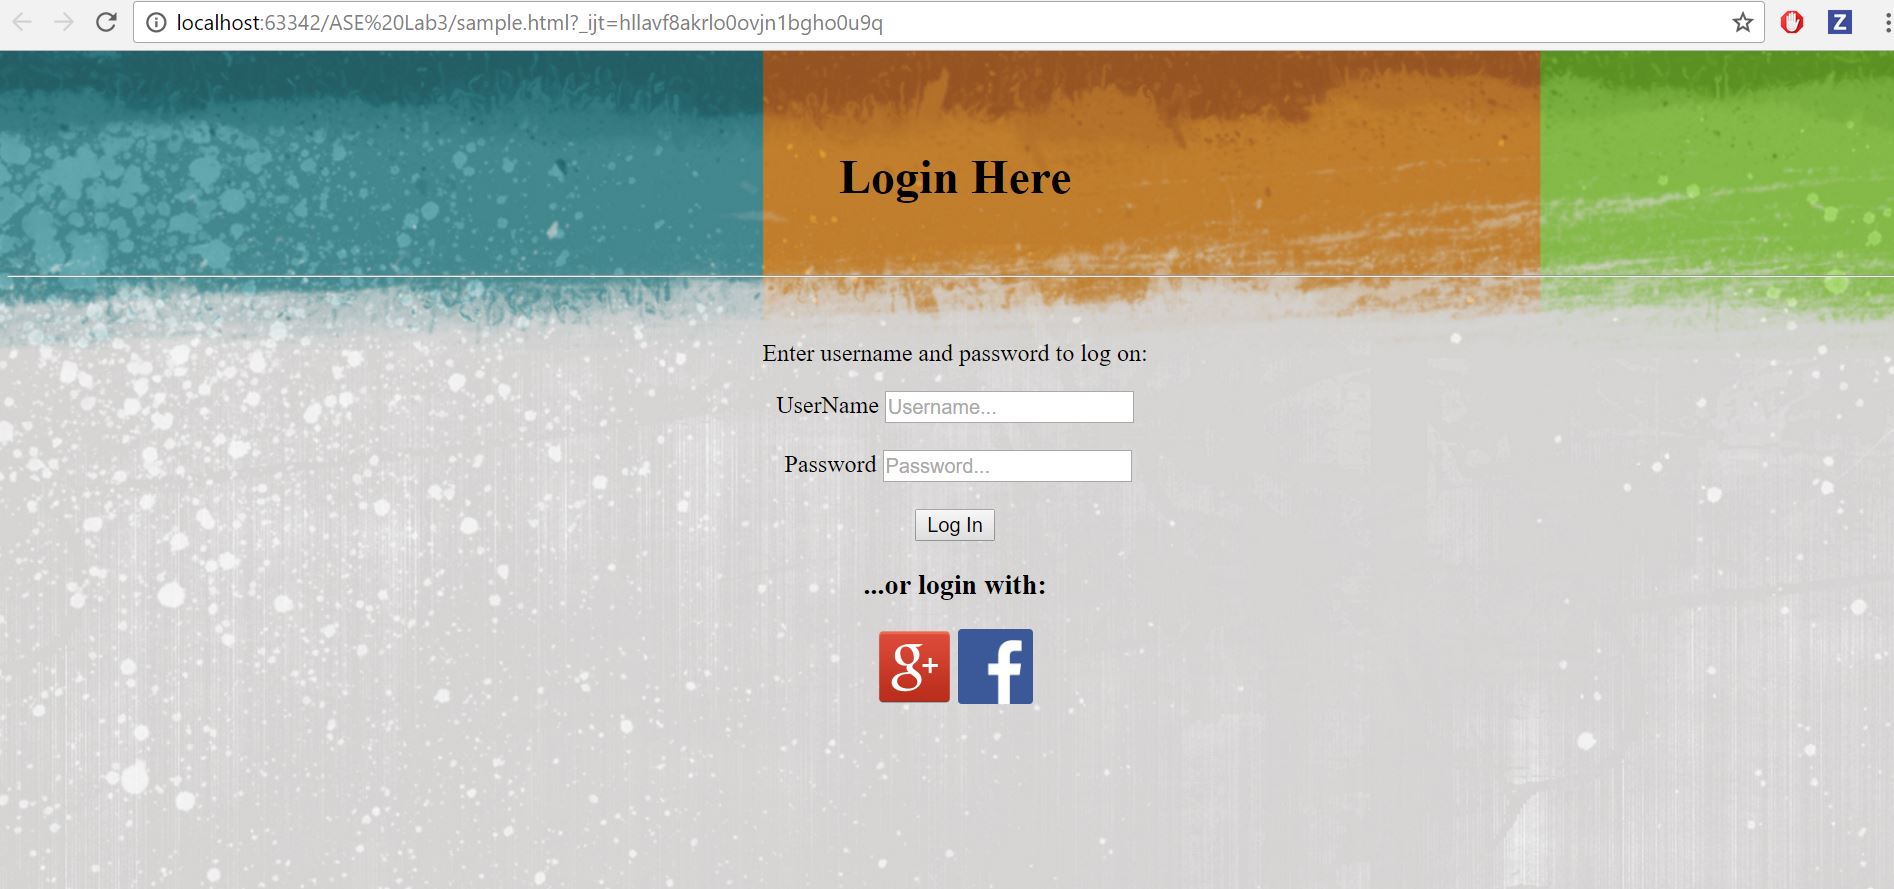 localhost:63342/ASE%20Lab3/sample.html?_ijt=hllavf8akrlo0ovjn1bgho0u9q
Z
Login Here
Enter username and password to log on:
UserName Username...
Password Password...
Log In
...or login with:
g+ f